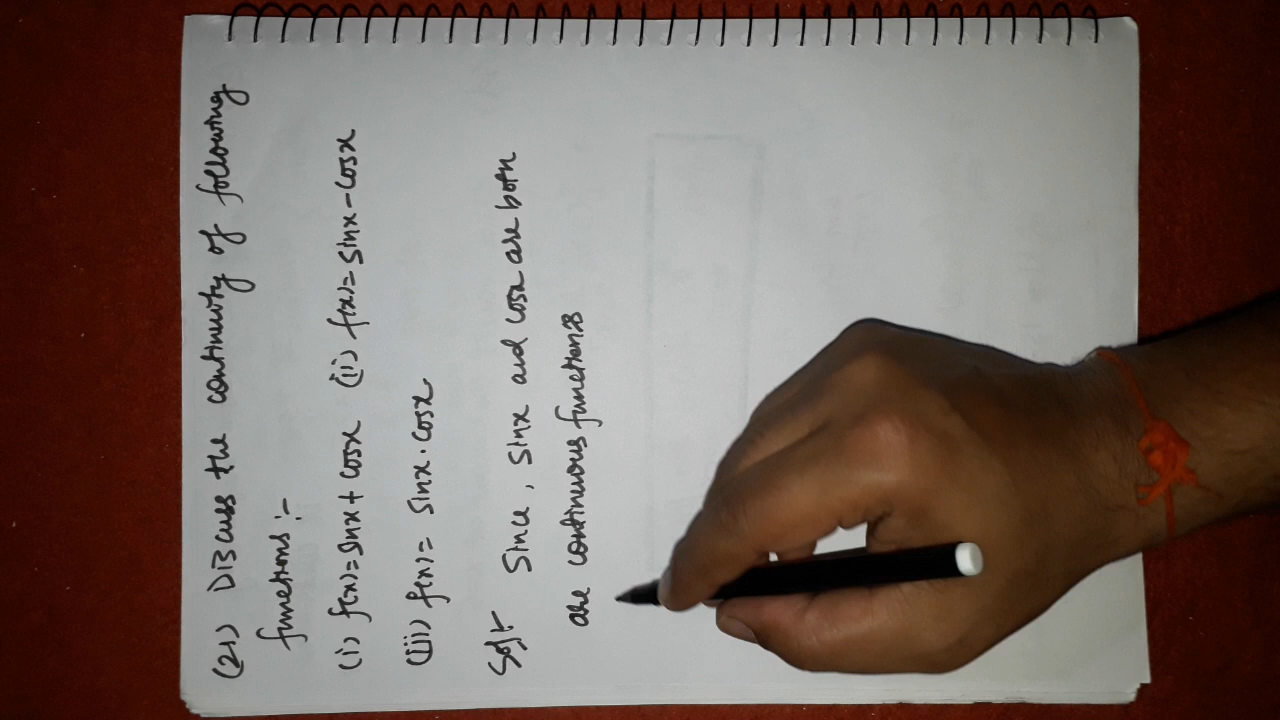 (21) Discuss the continuity of following
functions :-
(i) f(x) = sinx + cosx (ii) f(x) = sinx - cosx
(iii) f(x) = sinx . cosx
Sol:- Since, sinx and cosx are both
are continuous functions